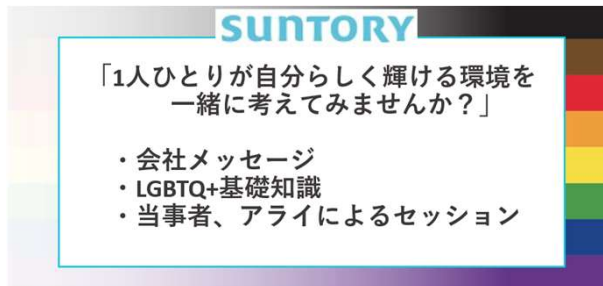 SUNTORY
「1人ひとりが自分らしく輝ける環境を
一緒に考えてみませんか？」
・会社メッセージ
・LGBTQ+基礎知識
・当事者、アライによるセッション